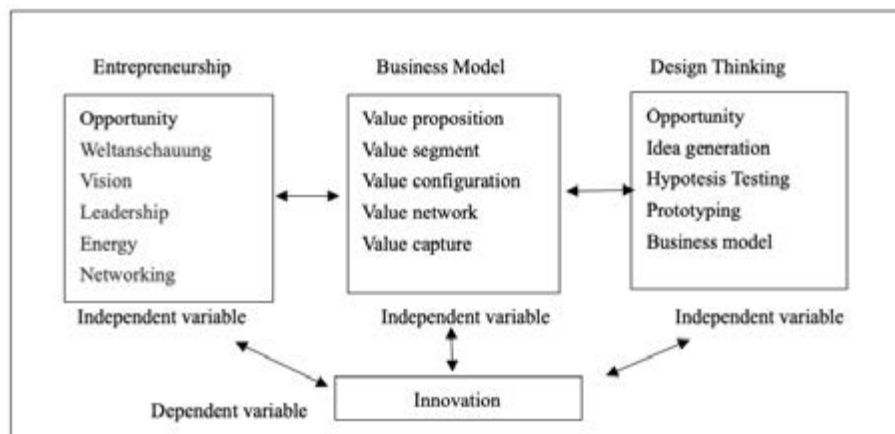 Entrepreneurship
Opportunity
Weltanschauung
Vision
Leadership
Energy
Networking
Independent variable
Business Model
Value proposition
Value segment
Value configuration
Value network
Value capture
Independent variable
Design Thinking
Opportunity
Idea generation
Hypotesis Testing
Prototyping
Business model
Independent variable
Dependent variable
Innovation